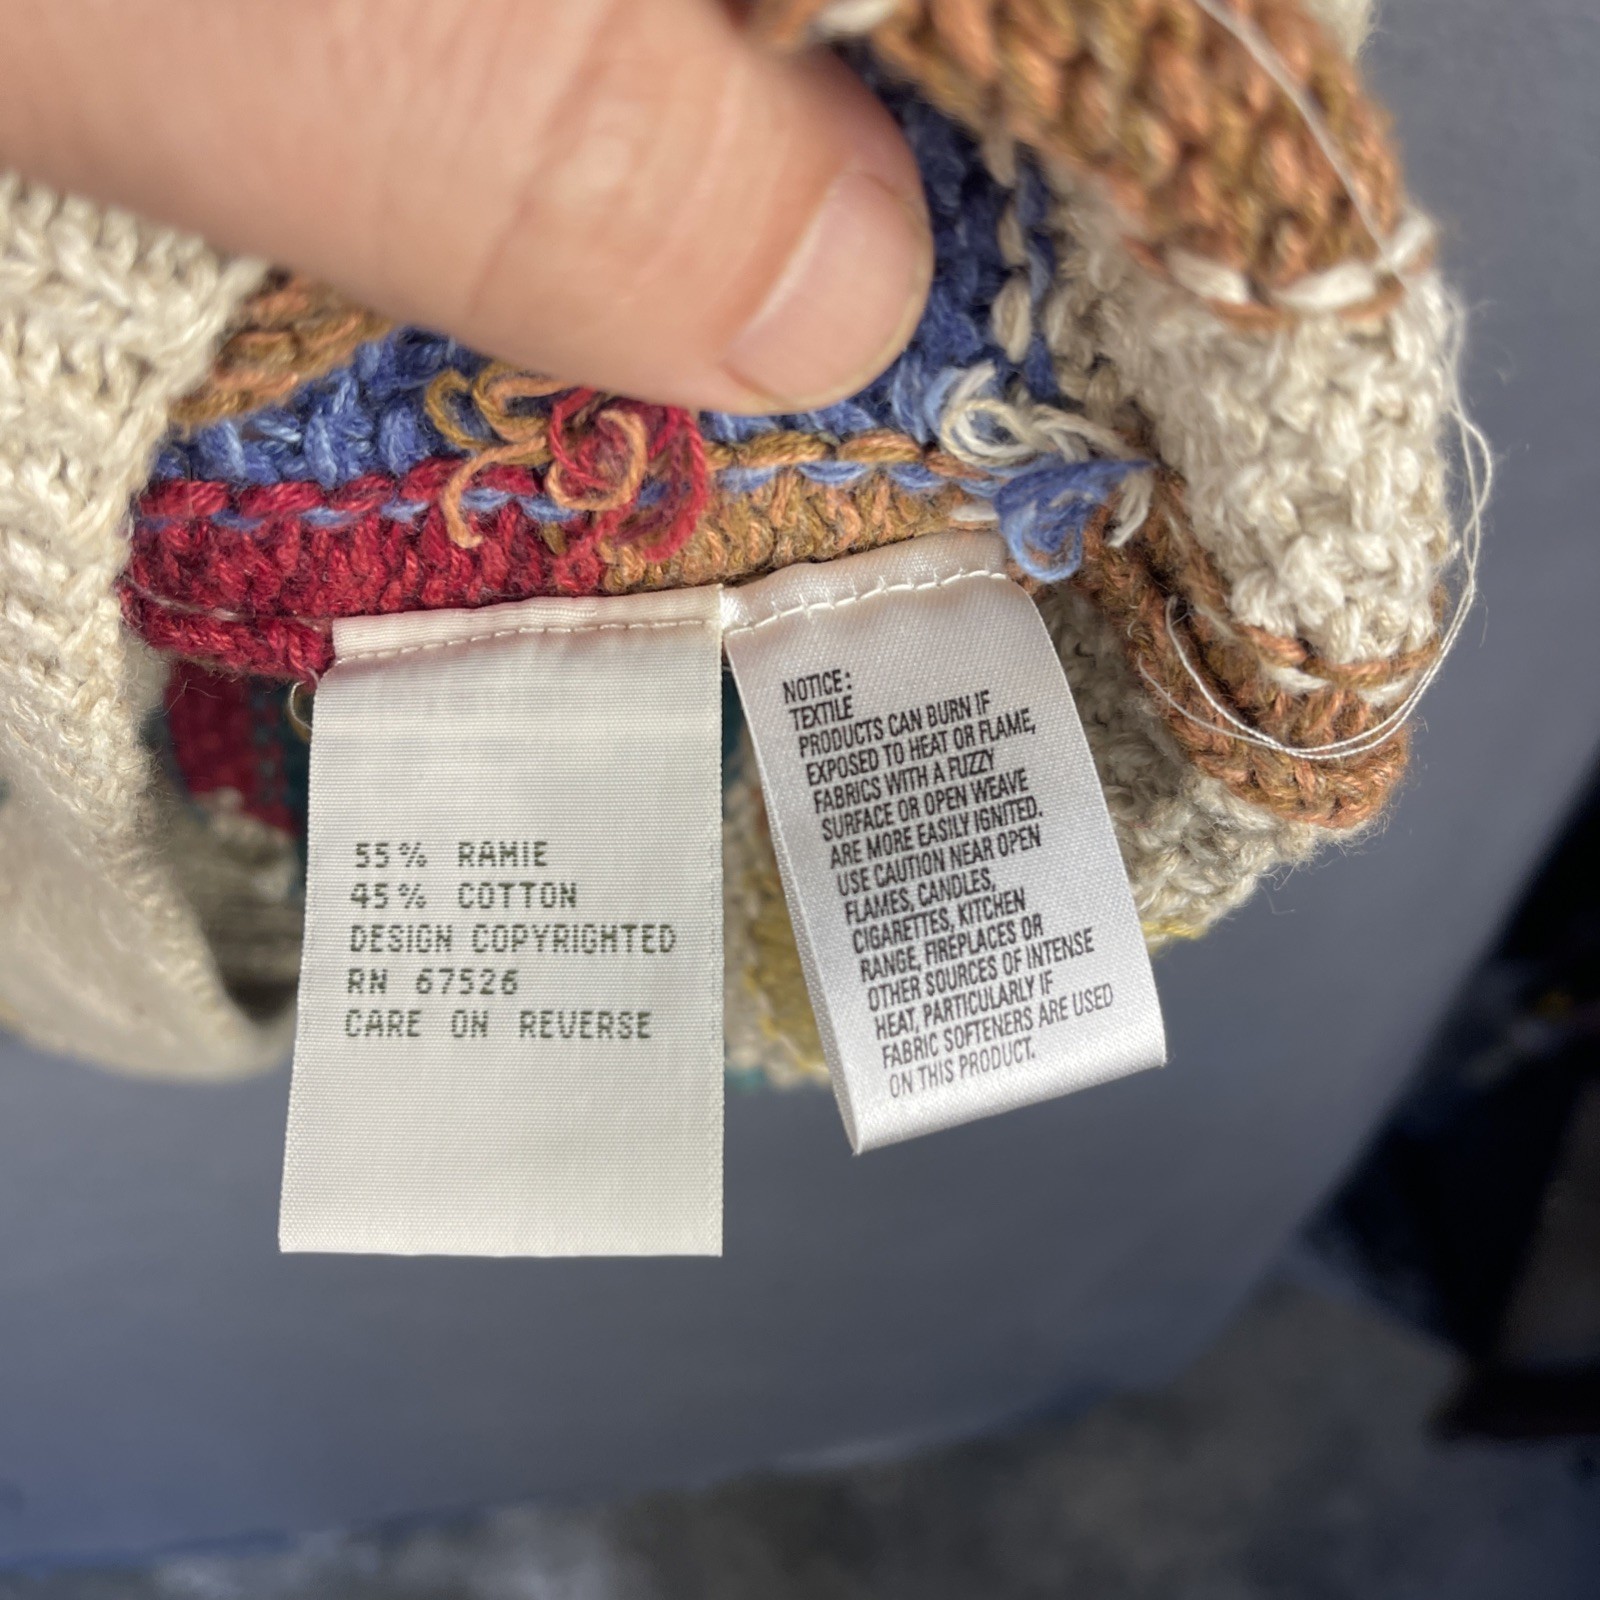 55% RAMIE
45% COTTON
DESIGN COPYRIGHTED
RN 67526
CARE ON REVERSE
NOTICE:
TEXTILE
PRODUCTS CAN BURN IF
EXPOSED TO HEAT OR FLAME,
FABRICS WITH A FUZZY
SURFACE OR OPEN WEAVE
ARE MORE EASILY IGNITED.
USE CAUTION NEAR OPEN
FLAMES, CANDLES,
CIGARETTES, KITCHEN
RANGE, FIREPLACES OR
OTHER SOURCES OF INTENSE
HEAT, PARTICULARLY IF
FABRIC SOFTENERS ARE USED
ON THIS PRODUCT.